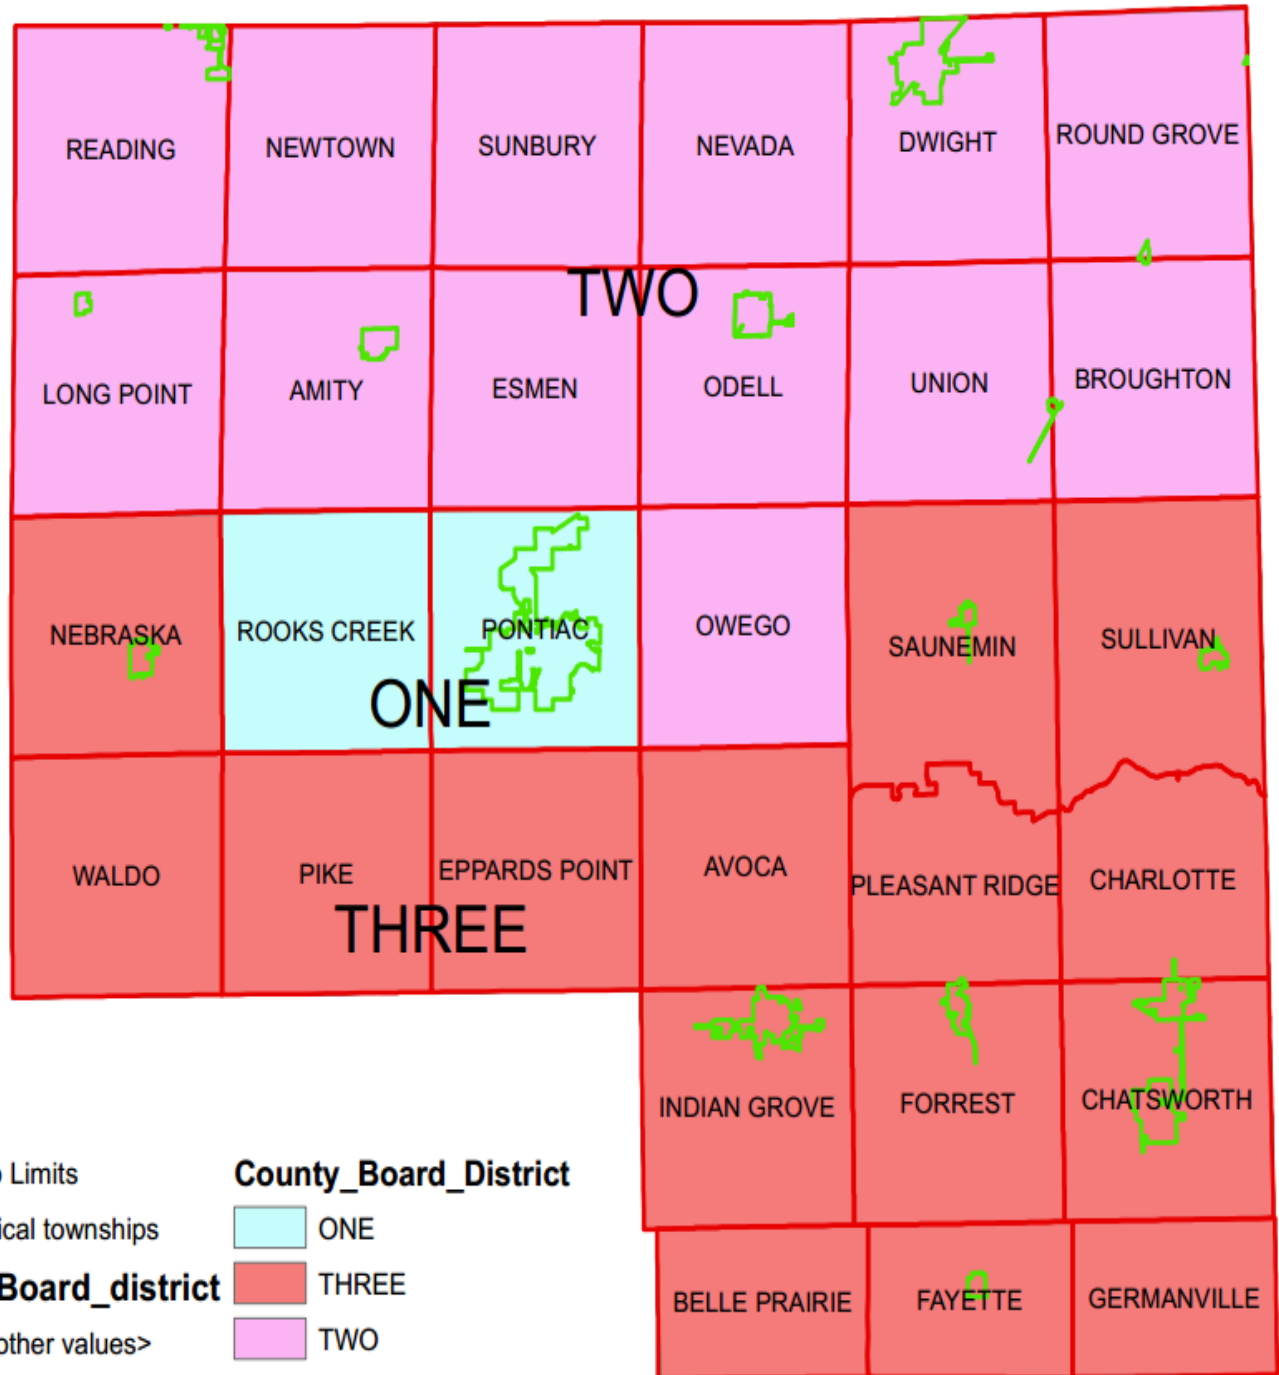 READING NEWTOWN SUNBURY NEVADA DWIGHT ROUND GROVE
TWO
LONG POINT AMITY ESMEN ODELL UNION BROUGHTON
NEBRASKA ROOKS CREEK PONTIAC OWEGO SAUNEMIN SULLIVAN
ONE
WALDO PIKE EPPARDS POINT AVOCA PLEASANT RIDGE CHARLOTTE
THREE
INDIAN GROVE FORREST CHATSWORTH
BELLE PRAIRIE FAYETTE GERMANVILLE
Limits
ical townships
Board_district
other values>
County_Board_District
ONE
THREE
TWO